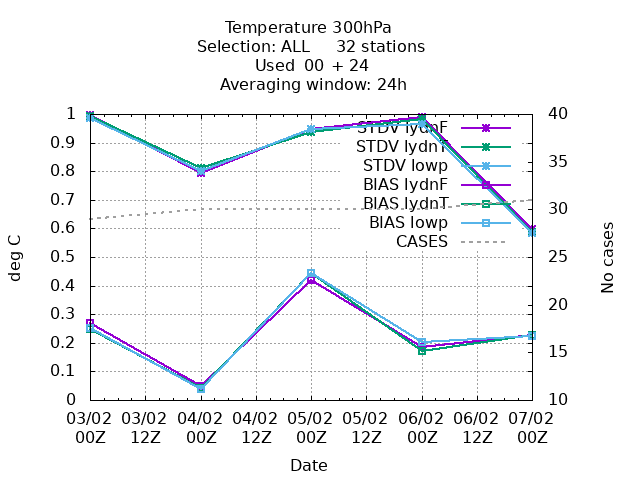 Temperature 300hPa
Selection: ALL 32 stations
Used 00 + 24
Averaging window: 24h
1
0.9
0.8
0.7
0.6
0.5
0.4
0.3
0.2
0.1
0
deg C
40
35
30
25
20
15
10
No cases
STDV lydnF
STDV lydnT
STDV lowp
BIAS lydnF
BIAS lydnT
BIAS lowp
CASES
03/02 03/02 04/02 04/02 05/02 05/02 06/02 06/02 07/02
00Z 12Z 00Z 12Z 00Z 12Z 00Z 12Z 00Z
Date